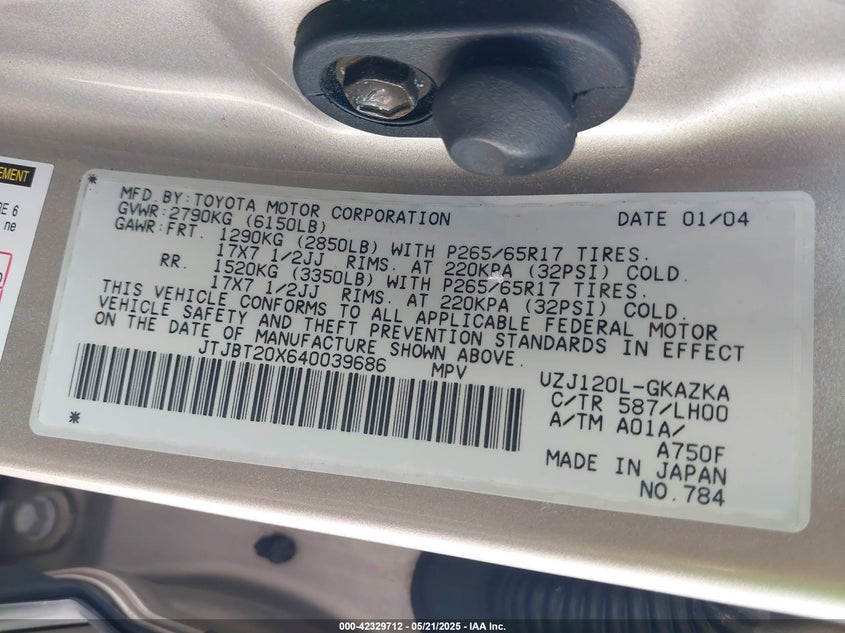 EMENT
RE 6
ne
MFD.BY:TOYOTA MOTOR CORPORATION DATE 01/04
GVWR:2790KG (6150LB)
GAWR:FRT. 1290KG (2850LB) WITH P265/65R17 TIRES.
17X7 1/2JJ RIMS. AT 220KPA (32PSI) COLD.
RR. 1520KG (3350LB) WITH P265/65R17 TIRES.
17X7 1/2JJ RIMS. AT 220KPA (32PSI) COLD.
THIS VEHICLE CONFORMS TO ALL APPLICABLE FEDERAL MOTOR
VEHICLE SAFETY AND THEFT PREVENTION STANDARDS IN EFFECT
ON THE DATE OF MANUFACTURE SHOWN ABOVE.
JTJBT20X640039686 MPV
UZJ120L-GKAZKA
C/TR 587/LH00
A/TM A01A/
A750F
MADE IN JAPAN
NO.784
000-42329712 - 05/21/2025 - IAA Inc.